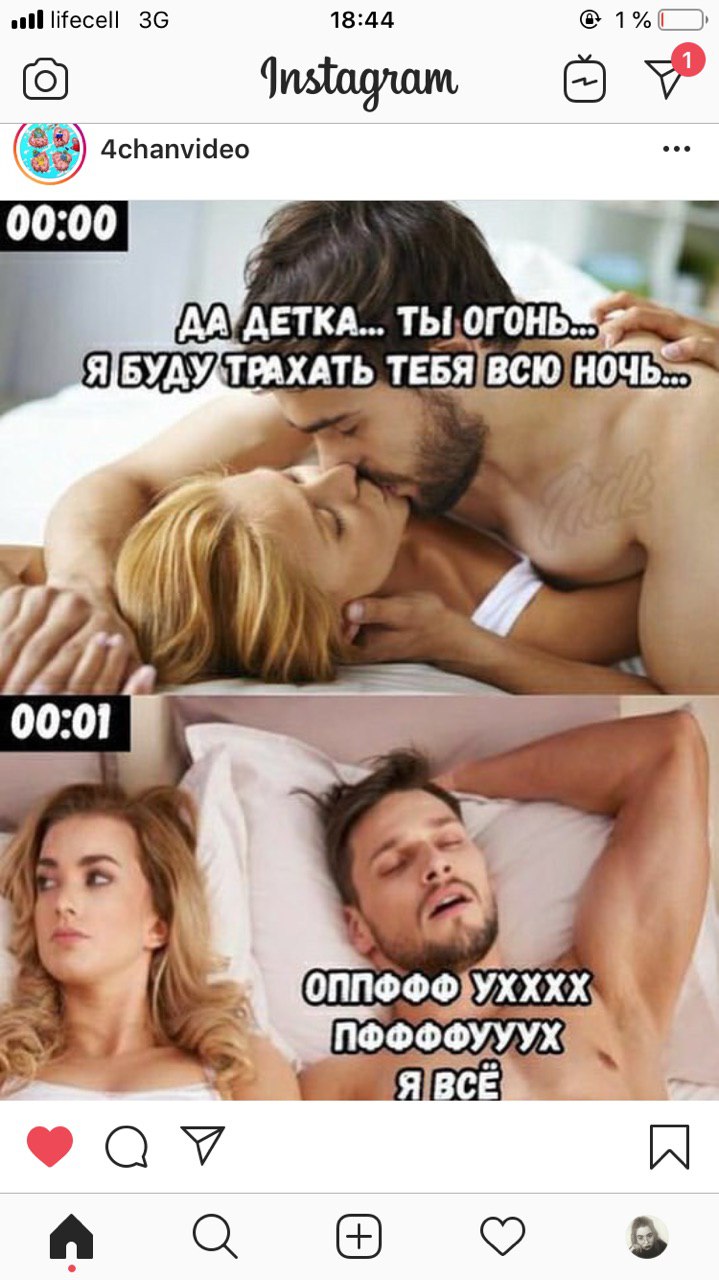 lifecell 3G 18:44 1 %
Instagram 1
4chanvideo
00:00
ДА ДЕТКА... ТЫ ОГОНЬ...
Я БУДУ ТРАХАТЬ ТЕБЯ ВСЮ НОЧЬ...
00:01
ОППФФФ УХХХХ
ПФФФФУУУХ
Я ВСЁ